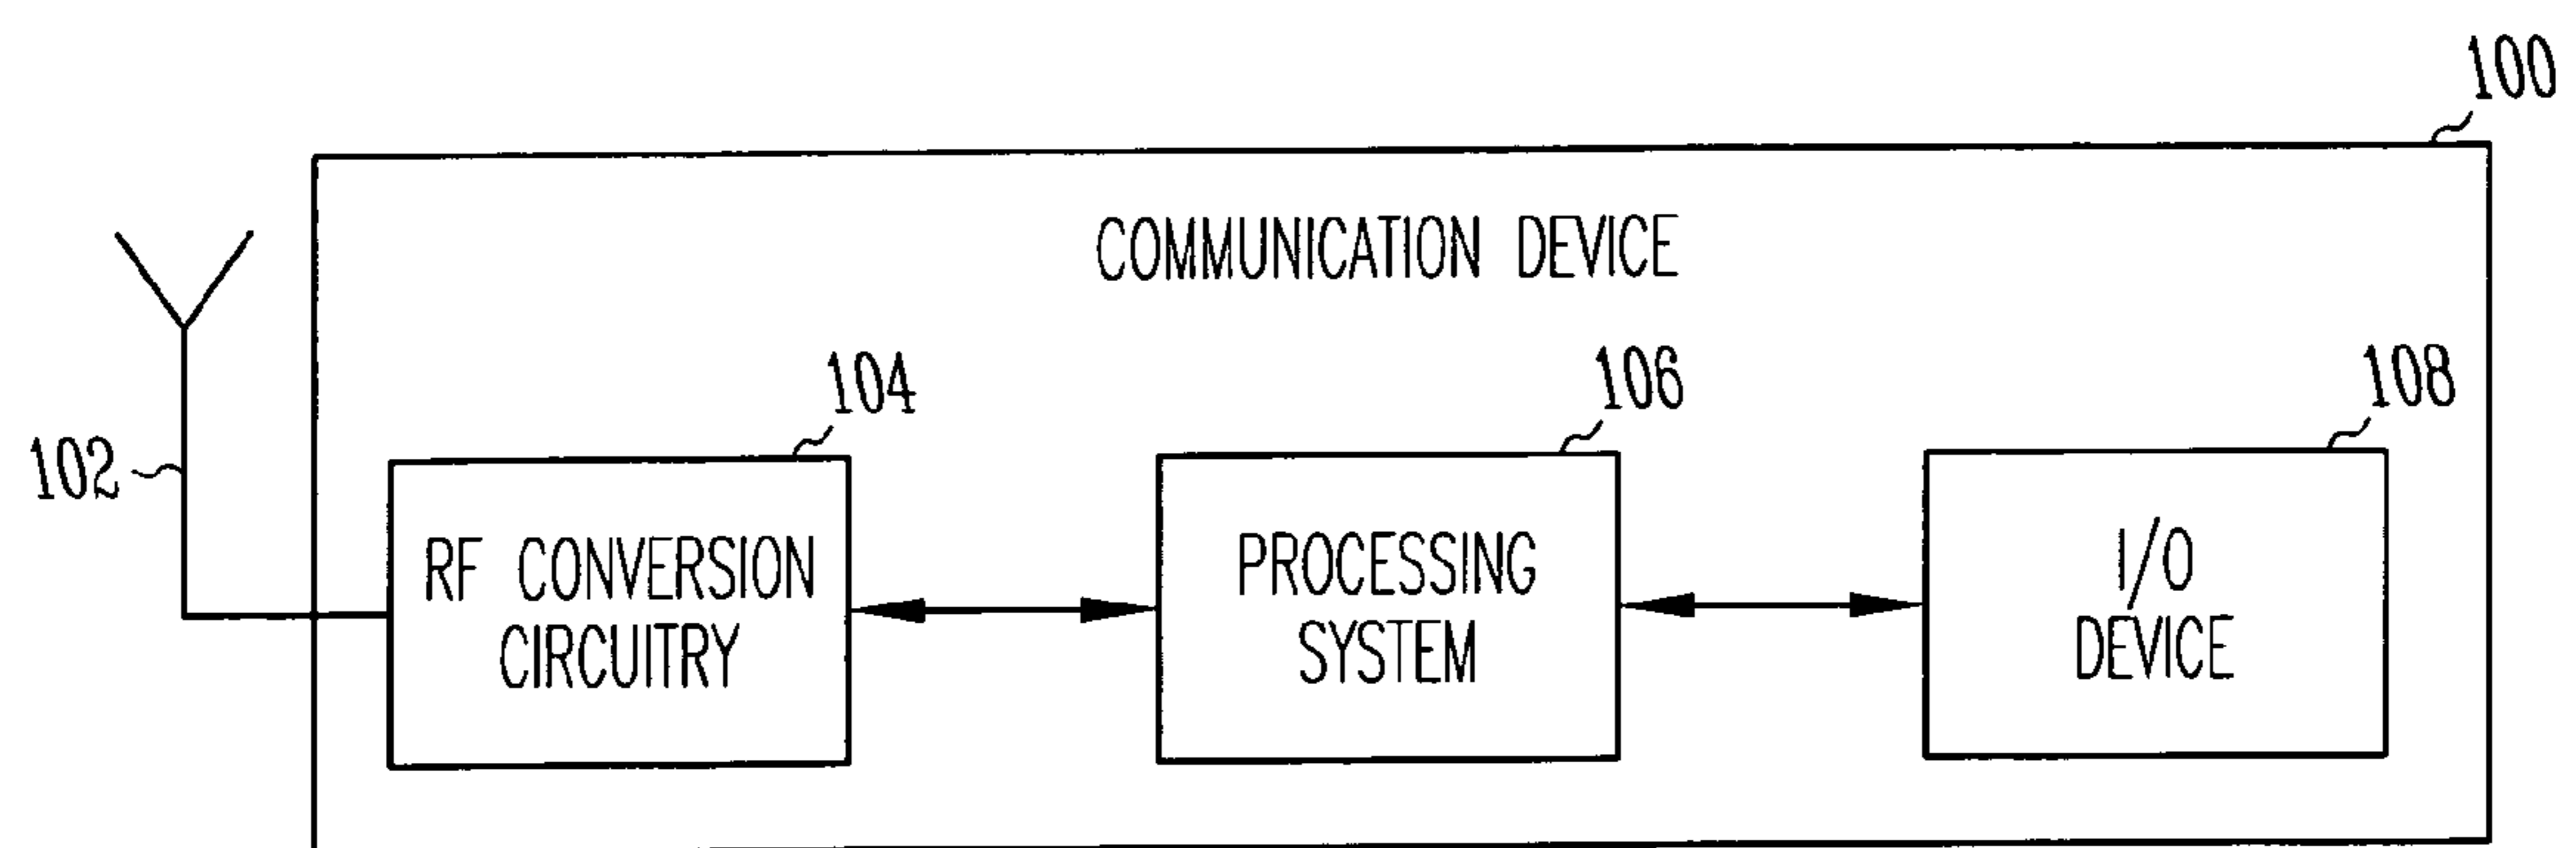 100
COMMUNICATION DEVICE
104
106
108
102
RF CONVERSION
CIRCUITRY
PROCESSING
SYSTEM
I/O
DEVICE